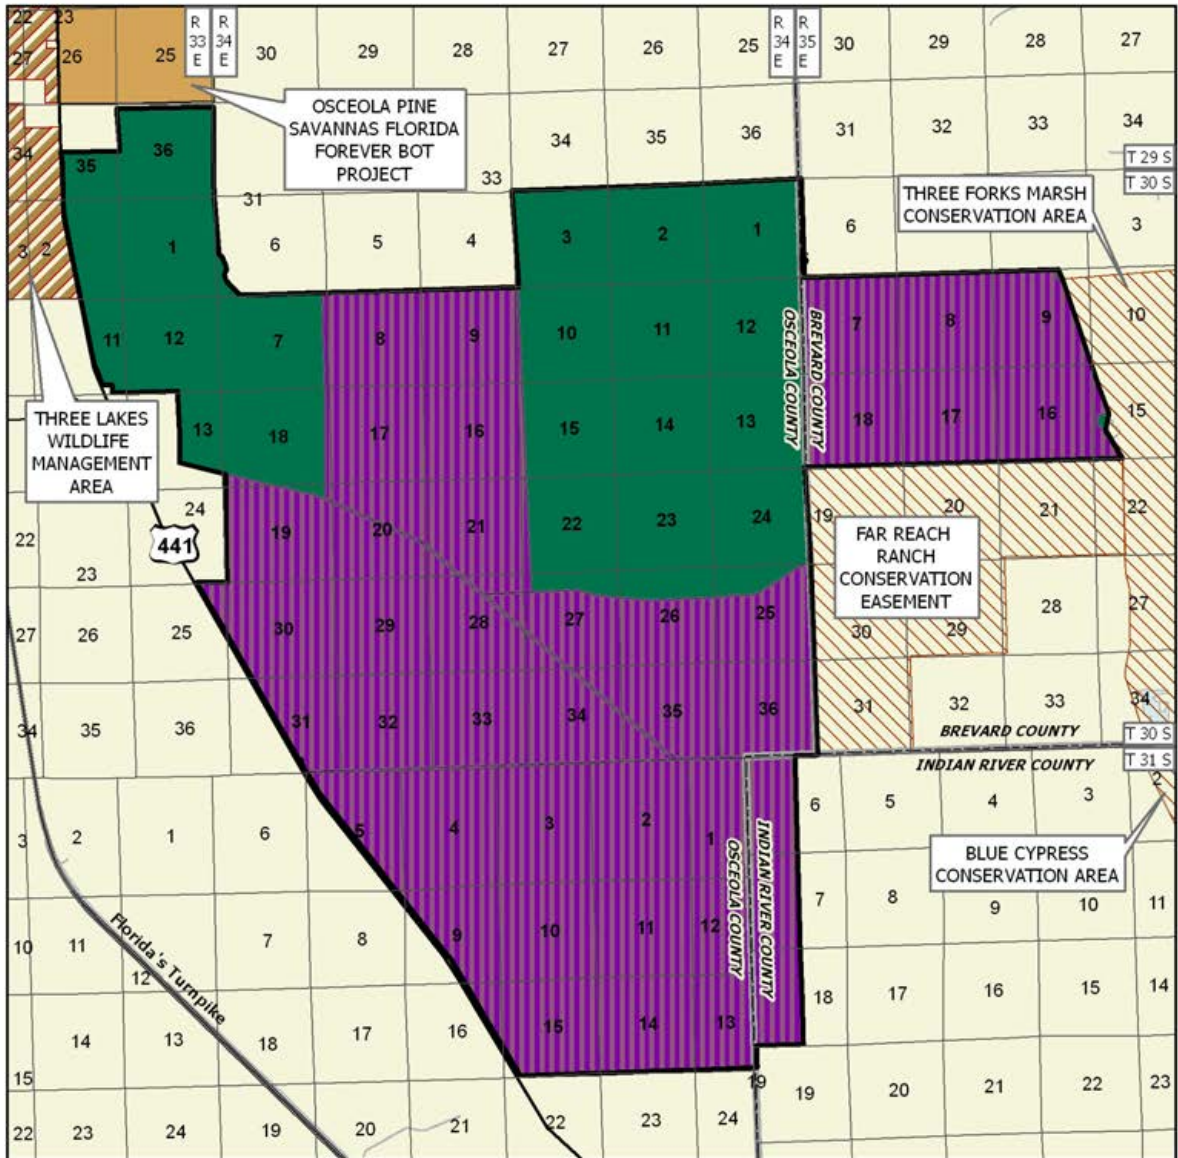 22 23
R
33
E
R
34
E
R
34
E
R
35
E
27 26 25 30 29 28 27 26 25 30 29 28 27
OSCEOLA PINE
SAVANNAS FLORIDA
FOREVER BOT
PROJECT
34 35 36 31 33 34 35 36 31 32 33 34
T 29 S
T 30 S
THREE FORKS MARSH
CONSERVATION AREA
3 2 1 6 5 4 3 2 1 6 3
11 12 7 8 9 10 11 12 7 8 9 10
OSCEOLA COUNTY
BREVARD COUNTY
THREE LAKES
WILDLIFE
MANAGEMENT
AREA
13 18 17 16 15 14 13 18 17 16 15
24 19 20 21 22 23 24 19 20 21 22
441
22 23
FAR REACH
RANCH
CONSERVATION
EASEMENT
27 26 25 30 29 28 27 26 25 30 29 28 27
34 35 36 31 32 33 34 35 36 31 32 33 34
BREVARD COUNTY
T 30 S
T 31 S
INDIAN RIVER COUNTY
3 2 1 6 5 4 3 2 1 6 5 4 3 2
OSCEOLA COUNTY
INDIAN RIVER COUNTY
BLUE CYPRESS
CONSERVATION AREA
10 11 12 7 8 9 10 11 12 7 8 9 10 11
Florida's Turnpike
15 14 13 18 17 16 15 14 13 18 17 16 15 14
22 23 24 19 20 21 22 23 24 19 19 20 21 22 23